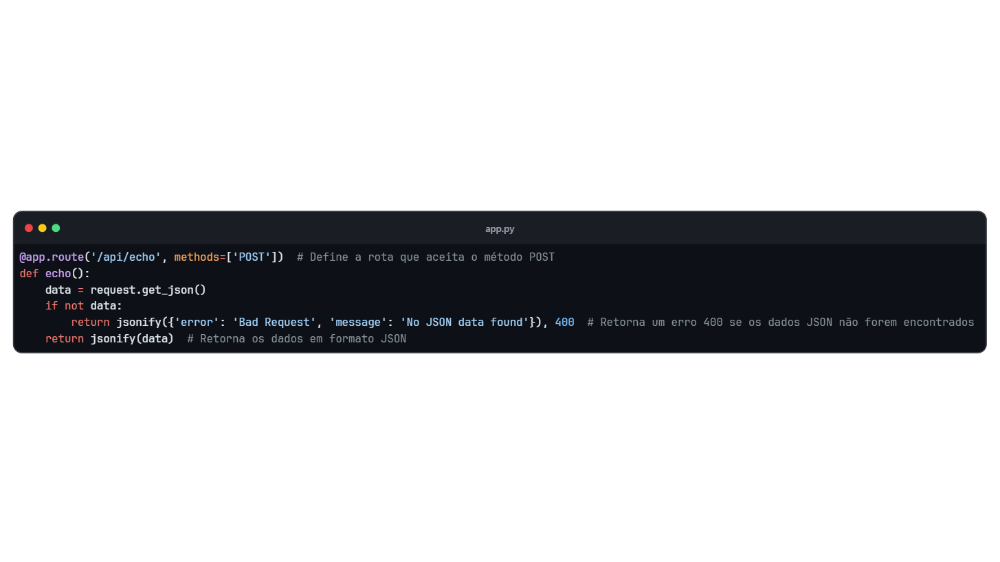 app.py
@app.route('/api/echo', methods=['POST'])  # Define a rota que aceita o método POST
def echo():
    data = request.get_json()
    if not data:
        return jsonify({'error': 'Bad Request', 'message': 'No JSON data found'}), 400  # Retorna um erro 400 se os dados JSON não forem encontrados
    return jsonify(data)  # Retorna os dados em formato JSON